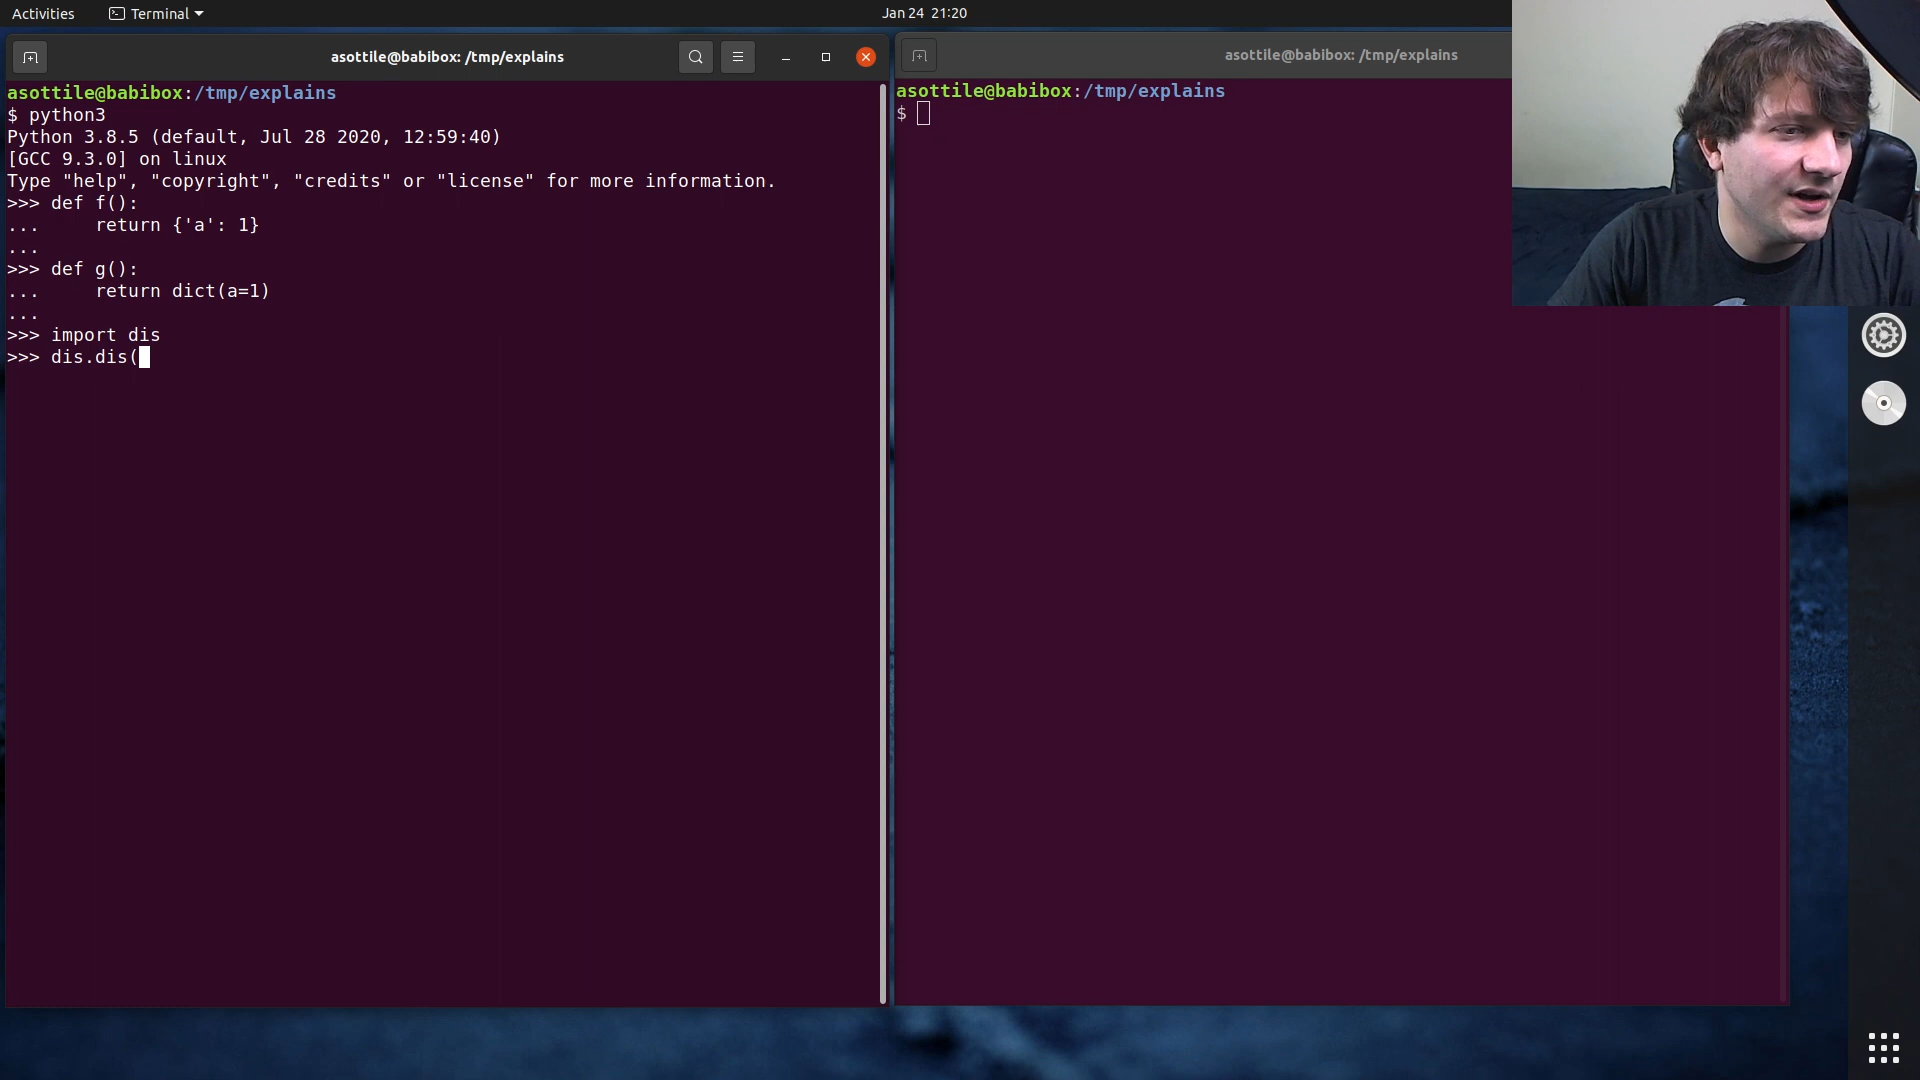 Activities
Terminal
Jan 24 21:20
asottile@babibox: /tmp/explains
asottile@babibox:/tmp/explains
$ python3
Python 3.8.5 (default, Jul 28 2020, 12:59:40)
[GCC 9.3.0] on linux
Type "help", "copyright", "credits" or "license" for more information.
>>> def f():
...     return {'a': 1}
...
>>> def g():
...     return dict(a=1)
...
>>> import dis
>>> dis.dis(
asottile@babibox: /tmp/explains
asottile@babibox:/tmp/explains
$